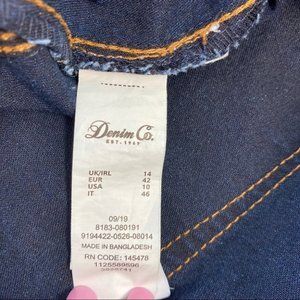 Denim Co.
EST. 1969
UK/IRL 14
EUR 42
USA 10
IT 46
09/19
8183-080191
9194422-0526-08014
MADE IN BANGLADESH
RN CODE: 145478
1125589896